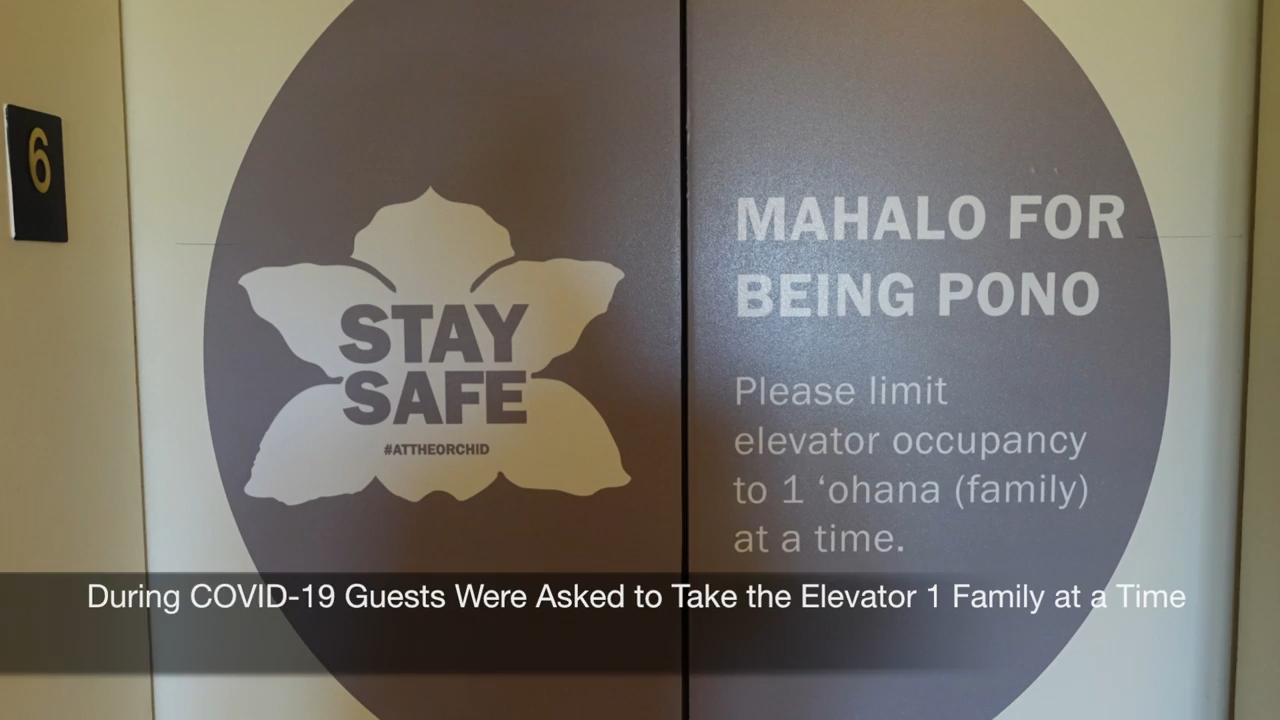 6
STAY
SAFE
#ATTHEORCHID
MAHALO FOR
BEING PONO
Please limit
elevator occupancy
to 1 ‘ohana (family)
at a time.
During COVID-19 Guests Were Asked to Take the Elevator 1 Family at a Time